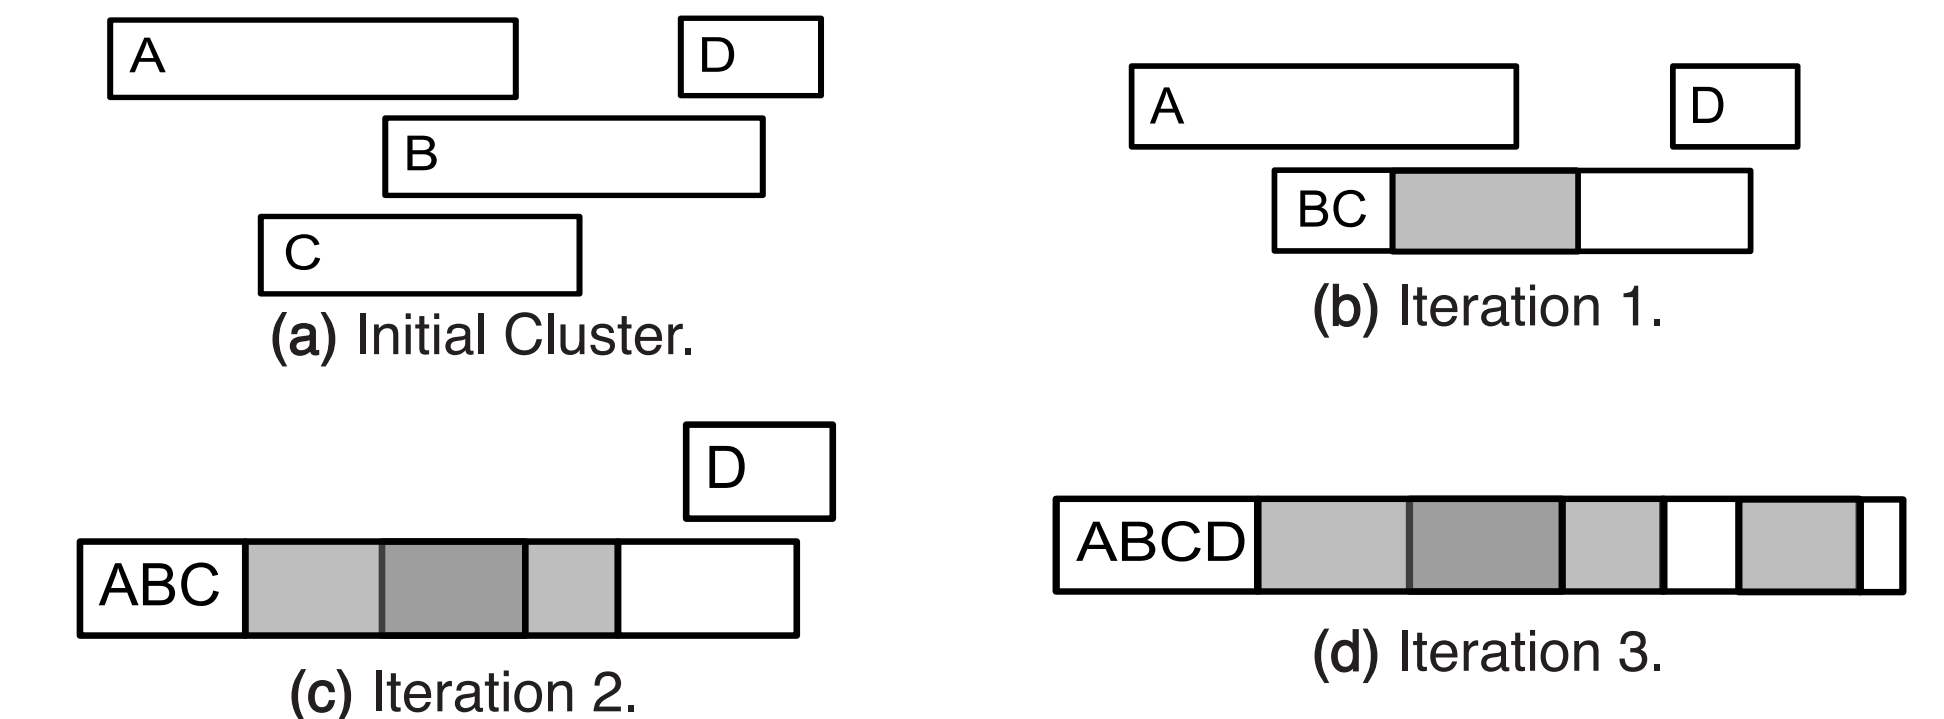 A
D
B
C
(a) Initial Cluster.
A
D
BC
(b) Iteration 1.
D
ABC
(c) Iteration 2.
ABCD
(d) Iteration 3.